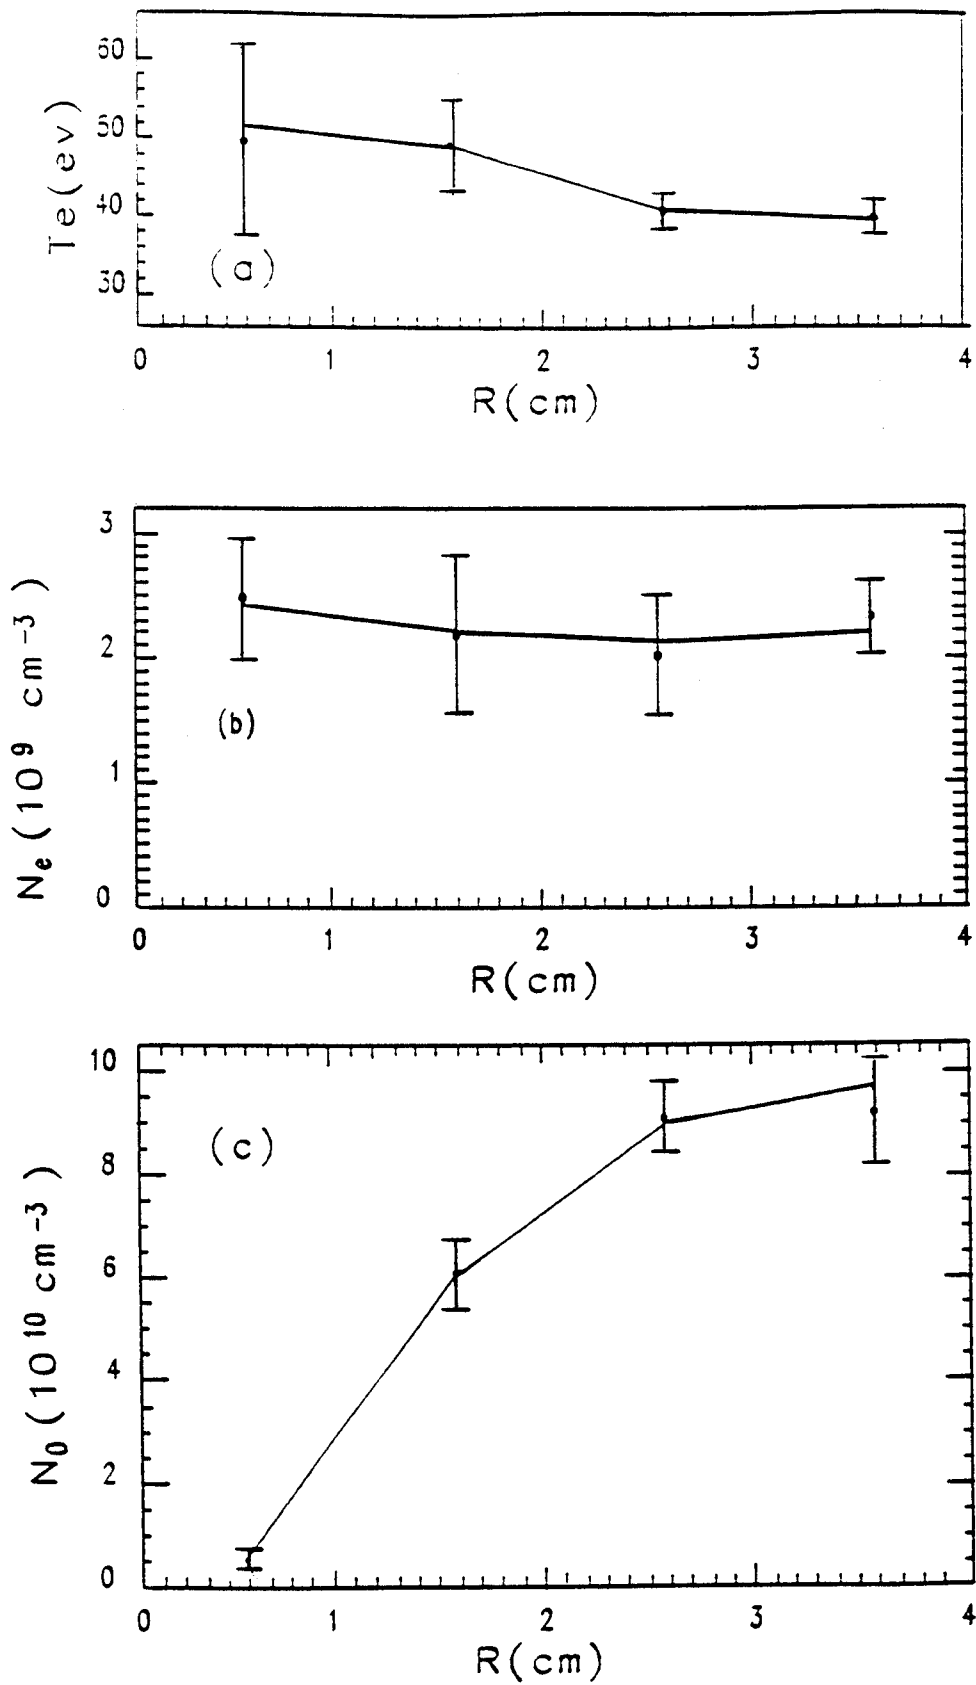 60
50
40
30
Te(ev)
(a)
0 1 2 3 4
R(cm)
3
2
1
0
Nₑ (10⁹ cm⁻³)
(b)
0 1 2 3 4
R(cm)
10
8
6
4
2
0
N₀ (10¹⁰ cm⁻³)
(c)
0 1 2 3 4
R(cm)